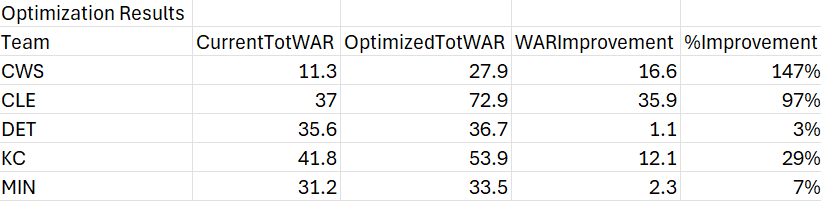 Optimization Results
Team CurrentTotWAR OptimizedTotWAR WARImprovement %Improvement
CWS 11.3 27.9 16.6 147%
CLE 37 72.9 35.9 97%
DET 35.6 36.7 1.1 3%
KC 41.8 53.9 12.1 29%
MIN 31.2 33.5 2.3 7%